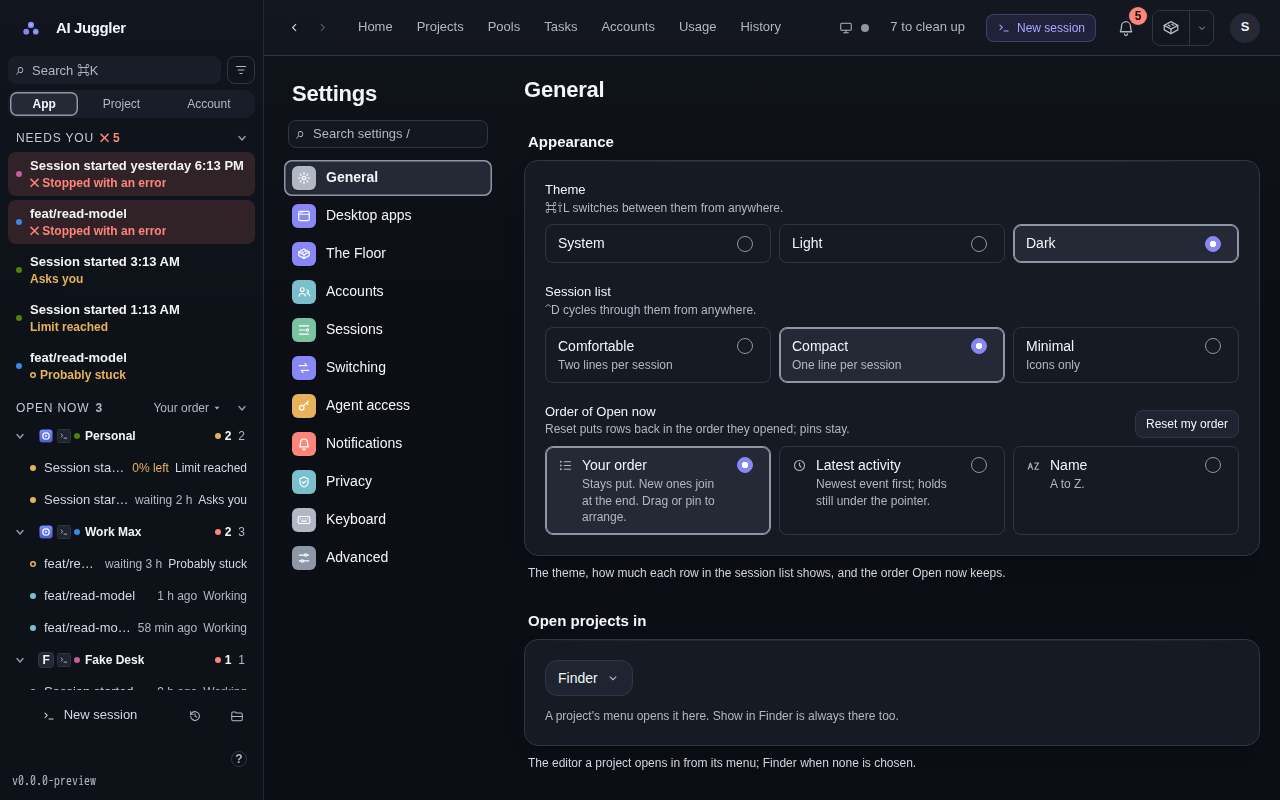 AI Juggler
Search ⌘K
App Project Account
NEEDS YOU 5
Session started yesterday 6:13 PM
Stopped with an error
feat/read-model
Stopped with an error
Session started 3:13 AM
Asks you
Session started 1:13 AM
Limit reached
feat/read-model
Probably stuck
OPEN NOW 3 Your order
Personal 2 2
Session sta… 0% left Limit reached
Session star… waiting 2 h Asks you
Work Max 2 3
feat/re… waiting 3 h Probably stuck
feat/read-model 1 h ago Working
feat/read-mo… 58 min ago Working
F Fake Desk 1 1
New session
?
v0.0.0-preview
Home Projects Pools Tasks Accounts Usage History
7 to clean up
New session
5
S
Settings
Search settings /
General
Desktop apps
The Floor
Accounts
Sessions
Switching
Agent access
Notifications
Privacy
Keyboard
Advanced
General
Appearance
Theme
⌘⇧L switches between them from anywhere.
System
Light
Dark
Session list
^D cycles through them from anywhere.
Comfortable
Two lines per session
Compact
One line per session
Minimal
Icons only
Order of Open now
Reset puts rows back in the order they opened; pins stay.
Reset my order
Your order
Stays put. New ones join
at the end. Drag or pin to
arrange.
Latest activity
Newest event first; holds
still under the pointer.
AZ Name
A to Z.
The theme, how much each row in the session list shows, and the order Open now keeps.
Open projects in
Finder
A project's menu opens it here. Show in Finder is always there too.
The editor a project opens in from its menu; Finder when none is chosen.